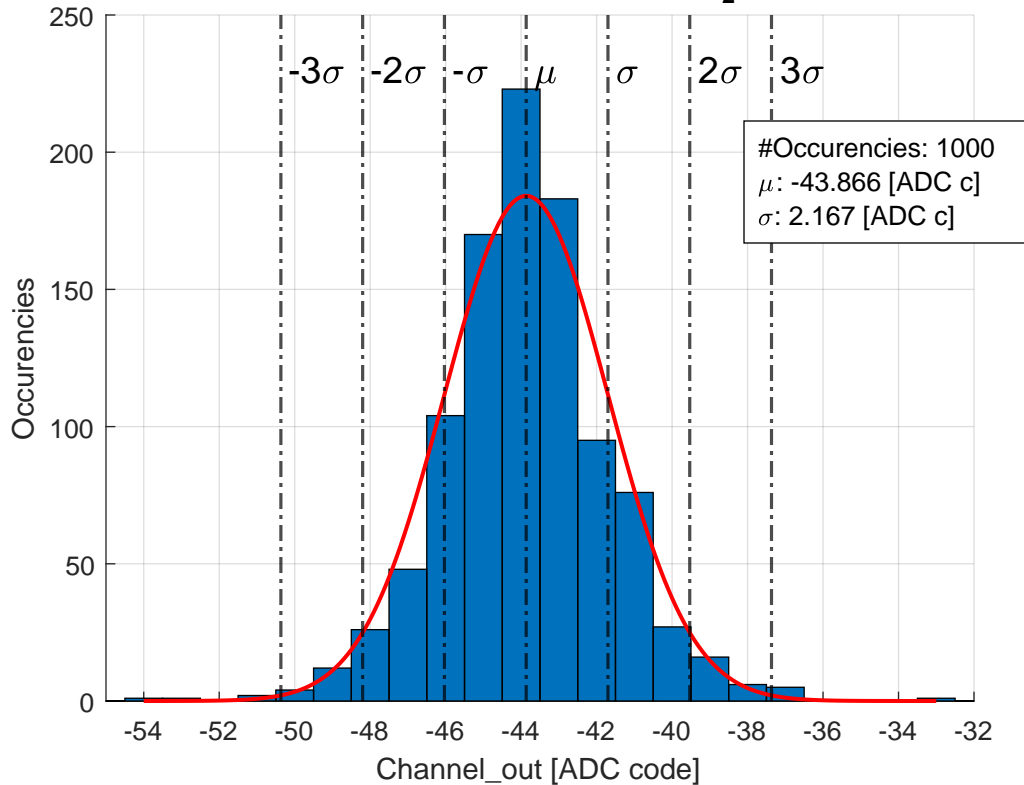 250
200
150
100
50
0
-3σ -2σ -σ μ σ 2σ 3σ
#Occurencies: 1000
μ: -43.866 [ADC c]
σ: 2.167 [ADC c]
Occurencies
-54 -52 -50 -48 -46 -44 -42 -40 -38 -36 -34 -32
Channel_out [ADC code]